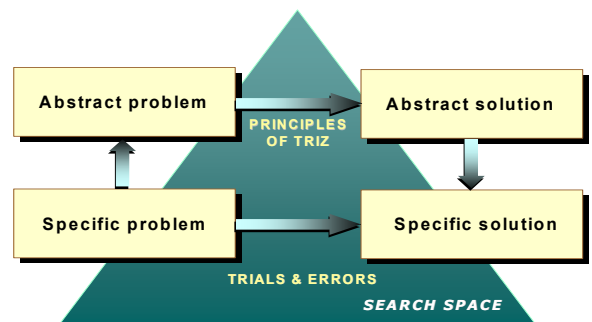 Abstract problem
Abstract solution
PRINCIPLES
OF TRIZ
Specific problem
Specific solution
TRIALS & ERRORS
SEARCH SPACE